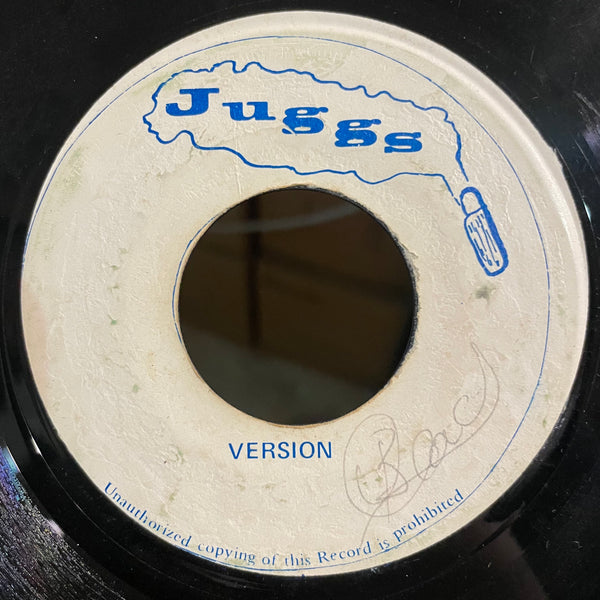 Juggs
VERSION
Unauthorized copying of this Record is prohibited